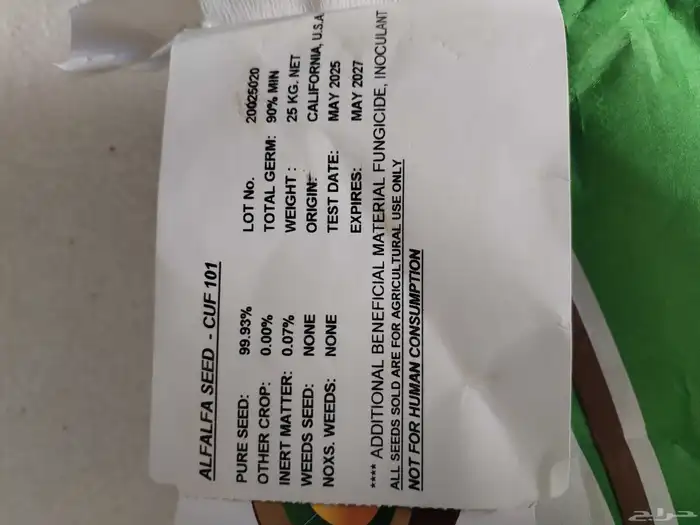 ALFALFA SEED - CUF 101
PURE SEED: 99.93% LOT No. 20025020
OTHER CROP: 0.00% TOTAL GERM: 90% MIN
INERT MATTER: 0.07% WEIGHT : 25 KG. NET
WEEDS SEED: NONE ORIGIN: CALIFORNIA, U.S.A
NOXS. WEEDS: NONE TEST DATE: MAY 2025
EXPIRES: MAY 2027
**** ADDITIONAL BENEFICIAL MATERIAL FUNGICIDE, INOCULANT
ALL SEEDS SOLD ARE FOR AGRICULTURAL USE ONLY
NOT FOR HUMAN CONSUMPTION
حراج